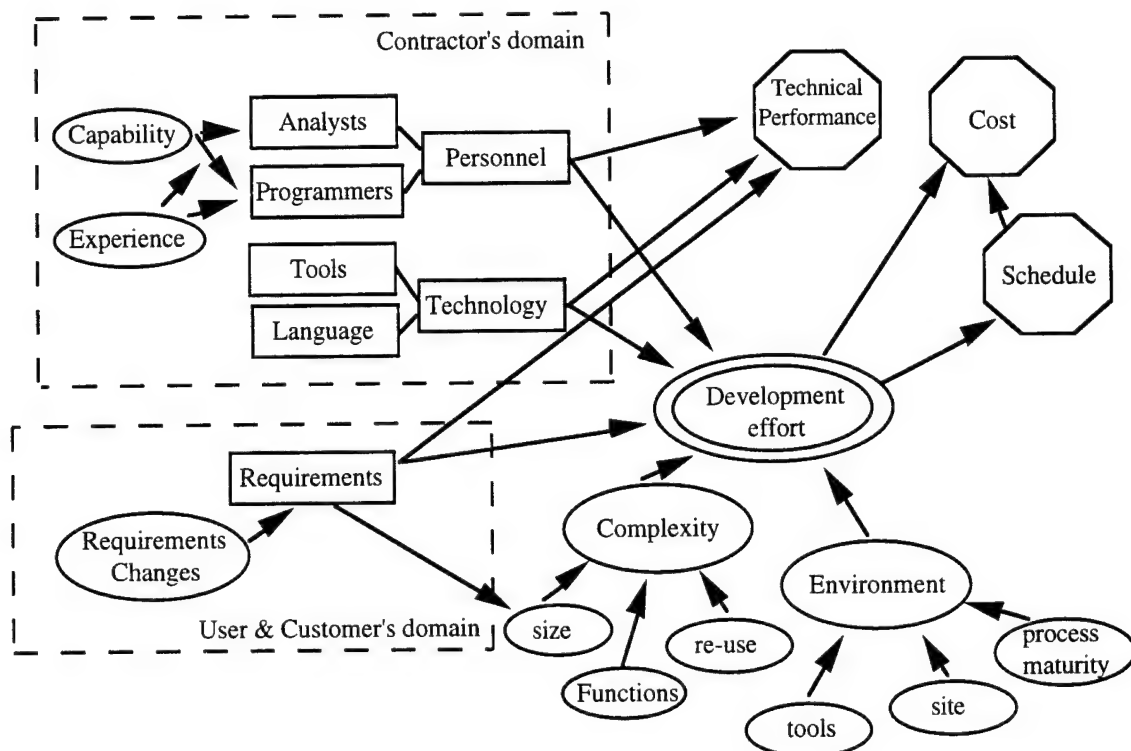 Contractor's domain
Technical
Performance
Cost
Capability
Analysts
Personnel
Programmers
Experience
Tools
Technology
Language
Schedule
Development
effort
Requirements
Requirements
Changes
Complexity
Environment
User & Customer's domain
size
re-use
process
maturity
Functions
tools
site